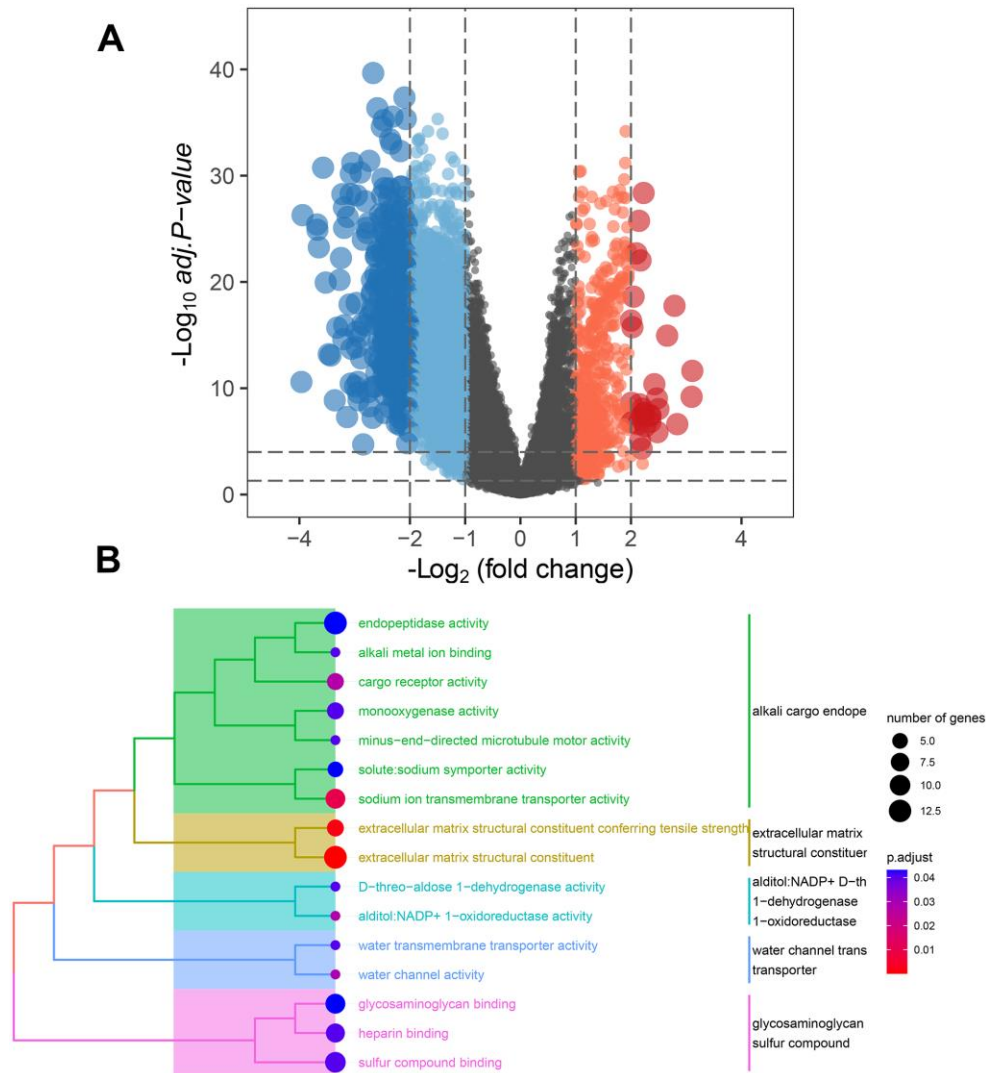 A
-Log10 adj.P−value
40
30
20
10
0
−4
−2
−1
0
1
2
4
-Log2 (fold change)
B
endopeptidase activity
alkali metal ion binding
cargo receptor activity
monooxygenase activity
minus−end−directed microtubule motor activity
solute:sodium symporter activity
sodium ion transmembrane transporter activity
extracellular matrix structural constituent conferring tensile strength
extracellular matrix structural constituent
D−threo−aldose 1−dehydrogenase activity
alditol:NADP+ 1−oxidoreductase activity
water transmembrane transporter activity
water channel activity
glycosaminoglycan binding
heparin binding
sulfur compound binding
alkali cargo endope
extracellular matrix
structural constituer
alditol:NADP+ D−th
1−dehydrogenase
1−oxidoreductase
water channel trans
transporter
glycosaminoglycan
sulfur compound
number of genes
5.0
7.5
10.0
12.5
p.adjust
0.04
0.03
0.02
0.01